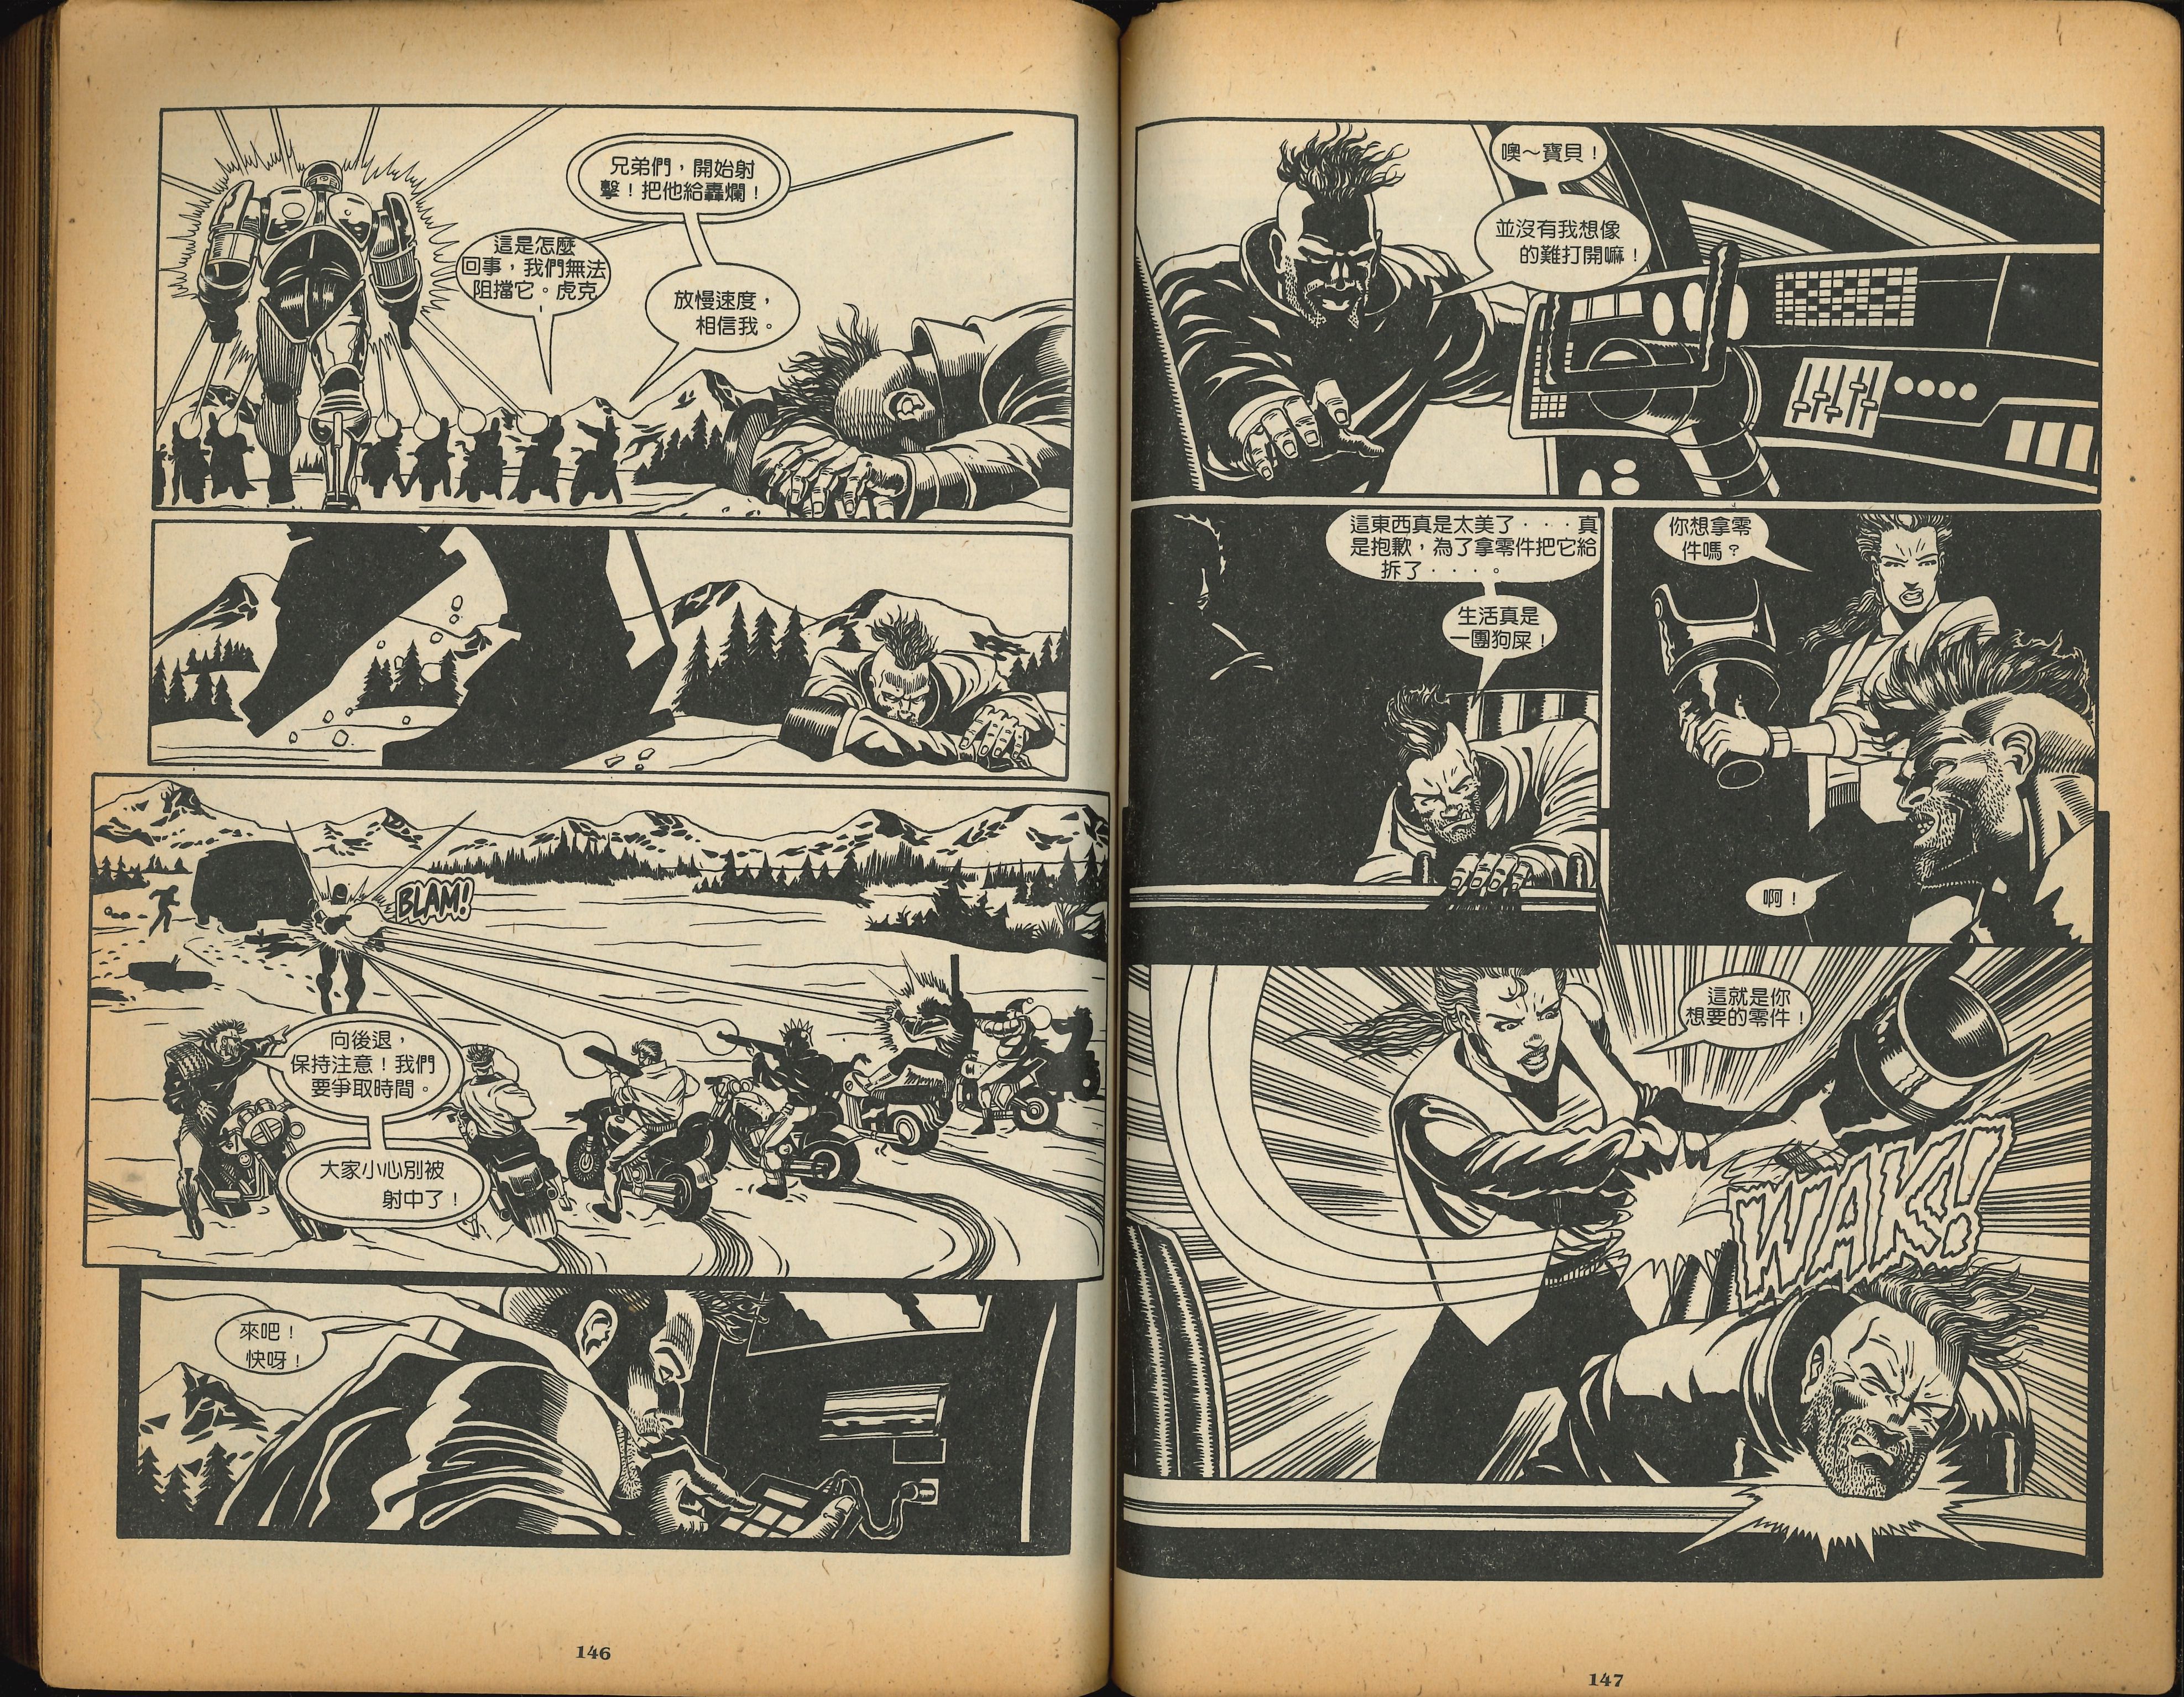 兄弟們，開始射
擊！把他給轟爛！
這是怎麼
回事，我們無法
阻擋它。虎克
放慢速度，
相信我。
BLAM!
向後退，
保持注意！我們
要爭取時間。
大家小心別被
射中了！
來吧！
快呀！
146
噢～寶貝！
並沒有我想像
的難打開嘛！
這東西真是太美了···真
是抱歉，為了拿零件把它給
拆了···。
生活真是
一團狗屎！
你想拿零
件嗎？
啊！
這就是你
想要的零件！
WAK!
147